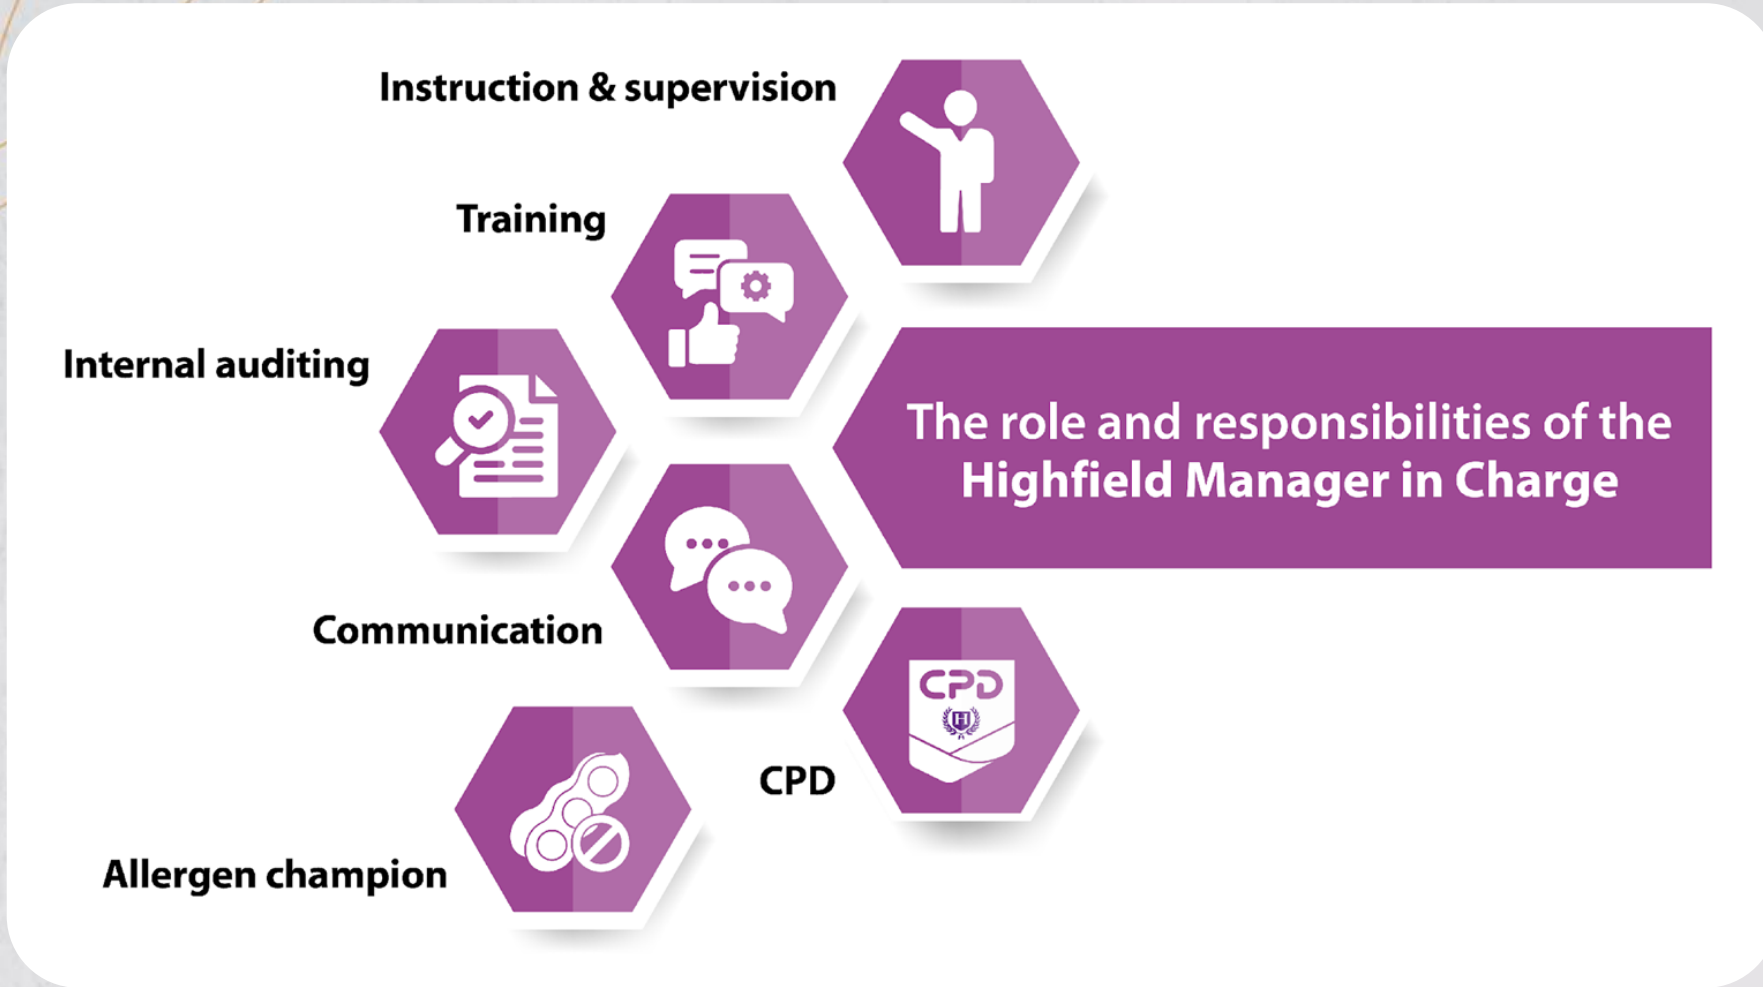 Instruction & supervision
Training
Internal auditing
The role and responsibilities of the
Highfield Manager in Charge
Communication
CPD
H
CPD
Allergen champion